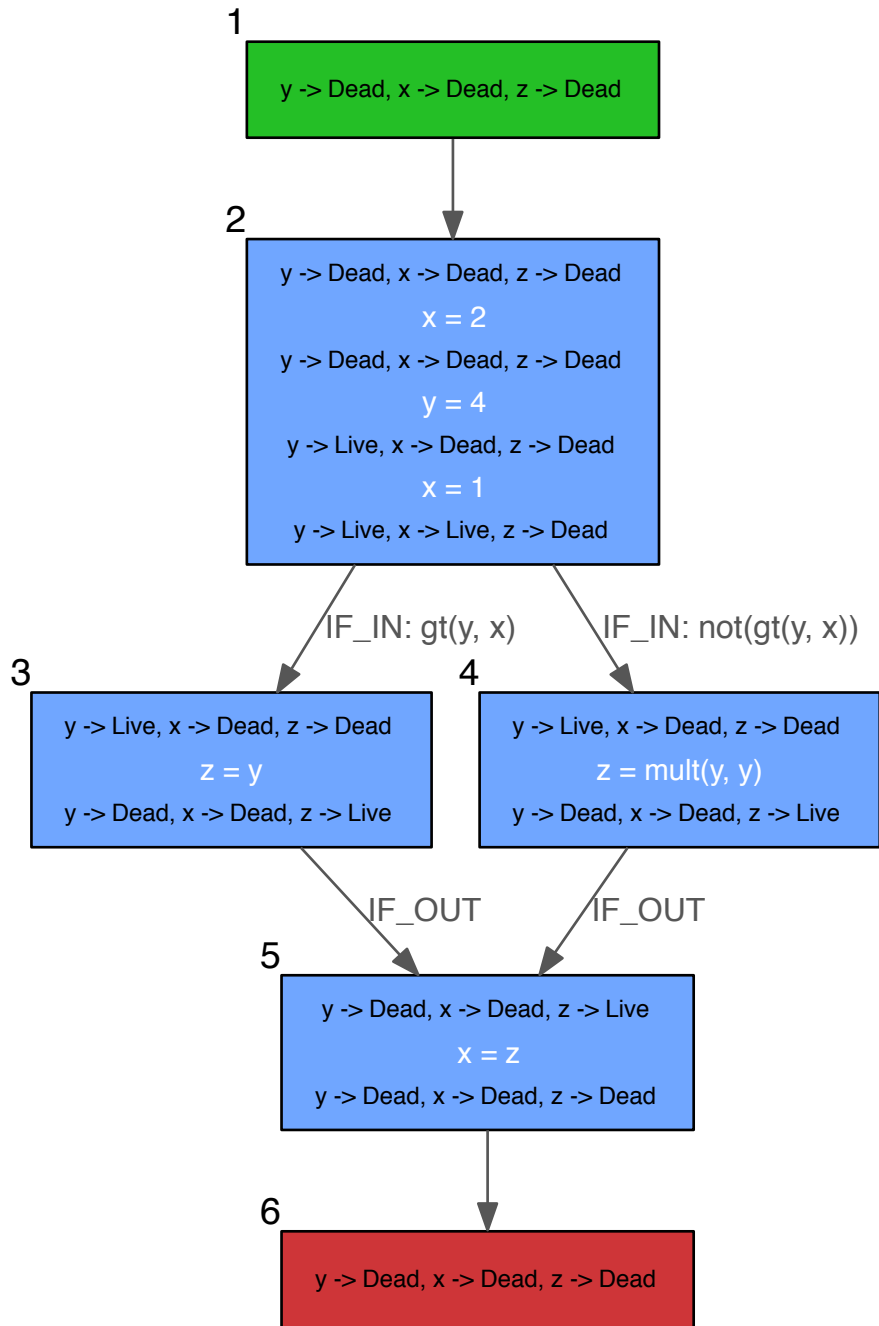 1
y -> Dead, x -> Dead, z -> Dead
2
y -> Dead, x -> Dead, z -> Dead
x = 2
y -> Dead, x -> Dead, z -> Dead
y = 4
y -> Live, x -> Dead, z -> Dead
x = 1
y -> Live, x -> Live, z -> Dead
IF_IN: gt(y, x)
IF_IN: not(gt(y, x))
3
y -> Live, x -> Dead, z -> Dead
z = y
y -> Dead, x -> Dead, z -> Live
4
y -> Live, x -> Dead, z -> Dead
z = mult(y, y)
y -> Dead, x -> Dead, z -> Live
IF_OUT
IF_OUT
5
y -> Dead, x -> Dead, z -> Live
x = z
y -> Dead, x -> Dead, z -> Dead
6
y -> Dead, x -> Dead, z -> Dead